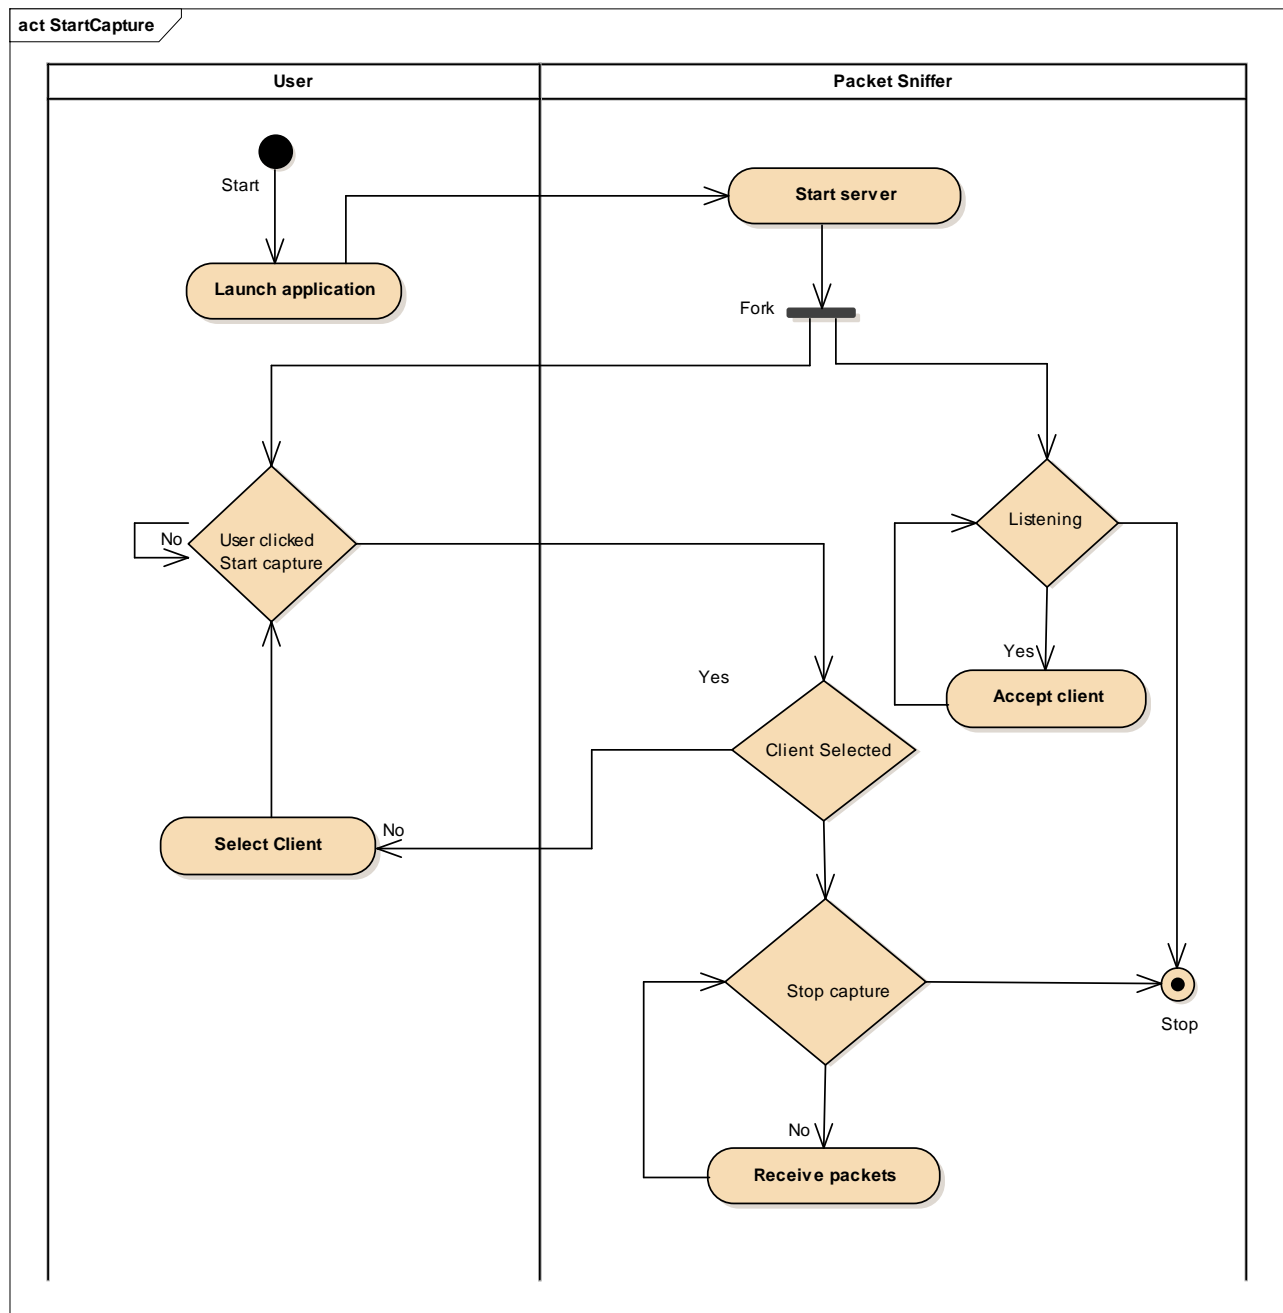 act StartCapture
User
Packet Sniffer
Start
Start server
Launch application
Fork
Listening
No
User clicked
Start capture
Yes
Yes
Accept client
Client Selected
No
Select Client
Stop capture
Stop
No
Receive packets